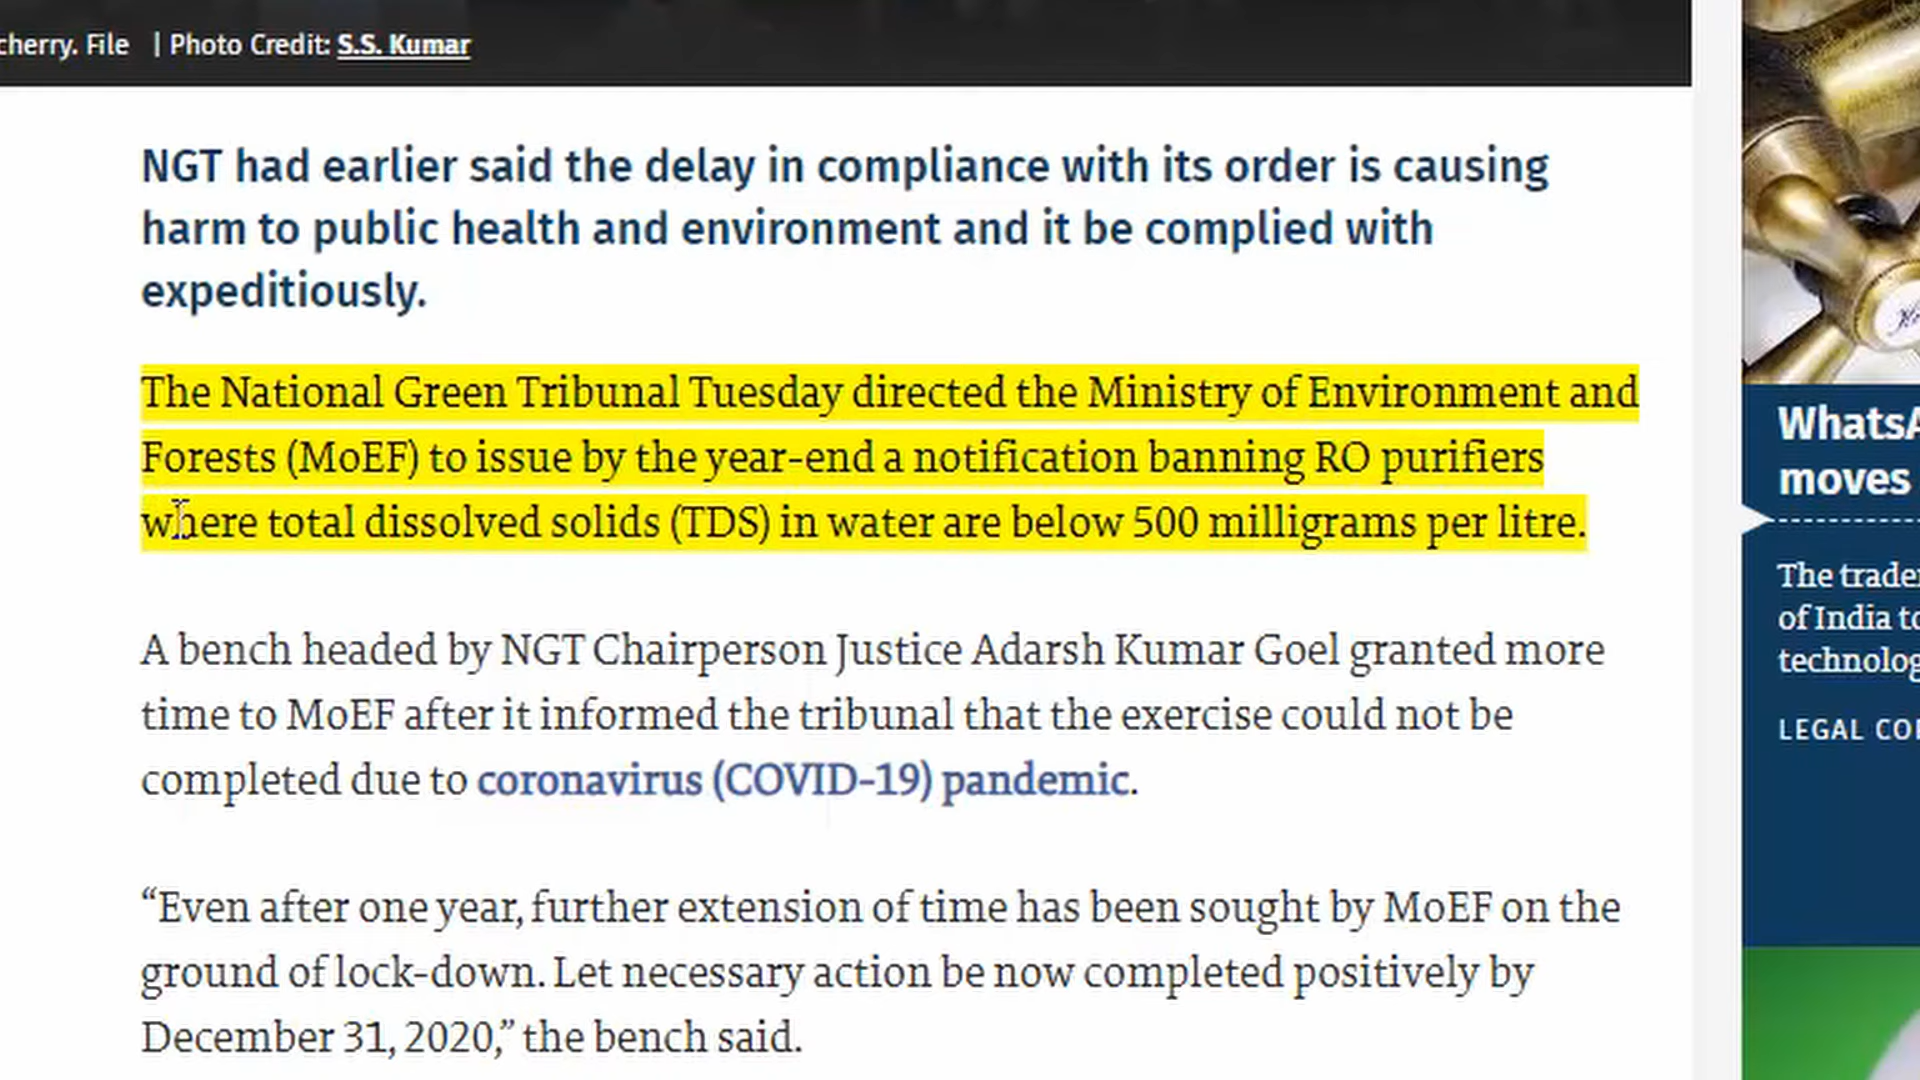 cherry. File | Photo Credit: S.S. Kumar
NGT had earlier said the delay in compliance with its order is causing
harm to public health and environment and it be complied with
expeditiously.
The National Green Tribunal Tuesday directed the Ministry of Environment and
Forests (MoEF) to issue by the year-end a notification banning RO purifiers
where total dissolved solids (TDS) in water are below 500 milligrams per litre.
A bench headed by NGT Chairperson Justice Adarsh Kumar Goel granted more
time to MoEF after it informed the tribunal that the exercise could not be
completed due to coronavirus (COVID-19) pandemic.
“Even after one year, further extension of time has been sought by MoEF on the
ground of lock-down. Let necessary action be now completed positively by
December 31, 2020,” the bench said.
WhatsA
moves
The trade
of India to
technolog
LEGAL CO